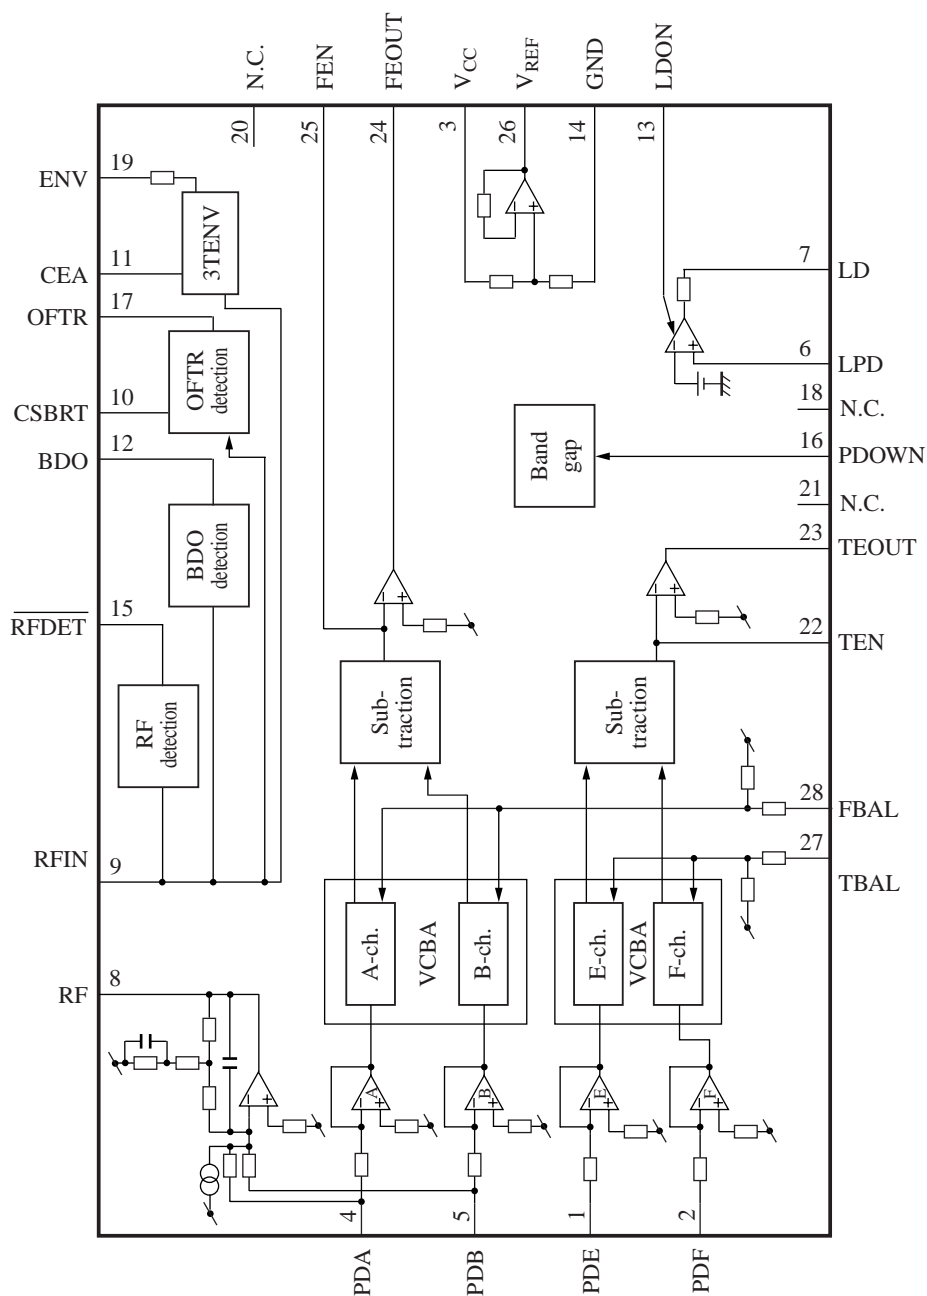 N.C.
FEN
FEOUT
VCC
VREF
GND
LDON
20
25
24
3
26
14
13
ENV
19
CEA
11
3TENV
OFTR
17
OFTR
detection
CSBRT
10
BDO
12
BDO
detection
RFDET
15
RF
detection
RFIN
9
RF
8
7
LD
6
LPD
18
N.C.
16
PDOWN
Band
gap
21
N.C.
23
TEOUT
22
TEN
Sub-
traction
Sub-
traction
28
FBAL
27
TBAL
A-ch.
VCBA
B-ch.
E-ch.
VCBA
F-ch.
A
B
E
F
4
5
1
2
PDA
PDB
PDE
PDF